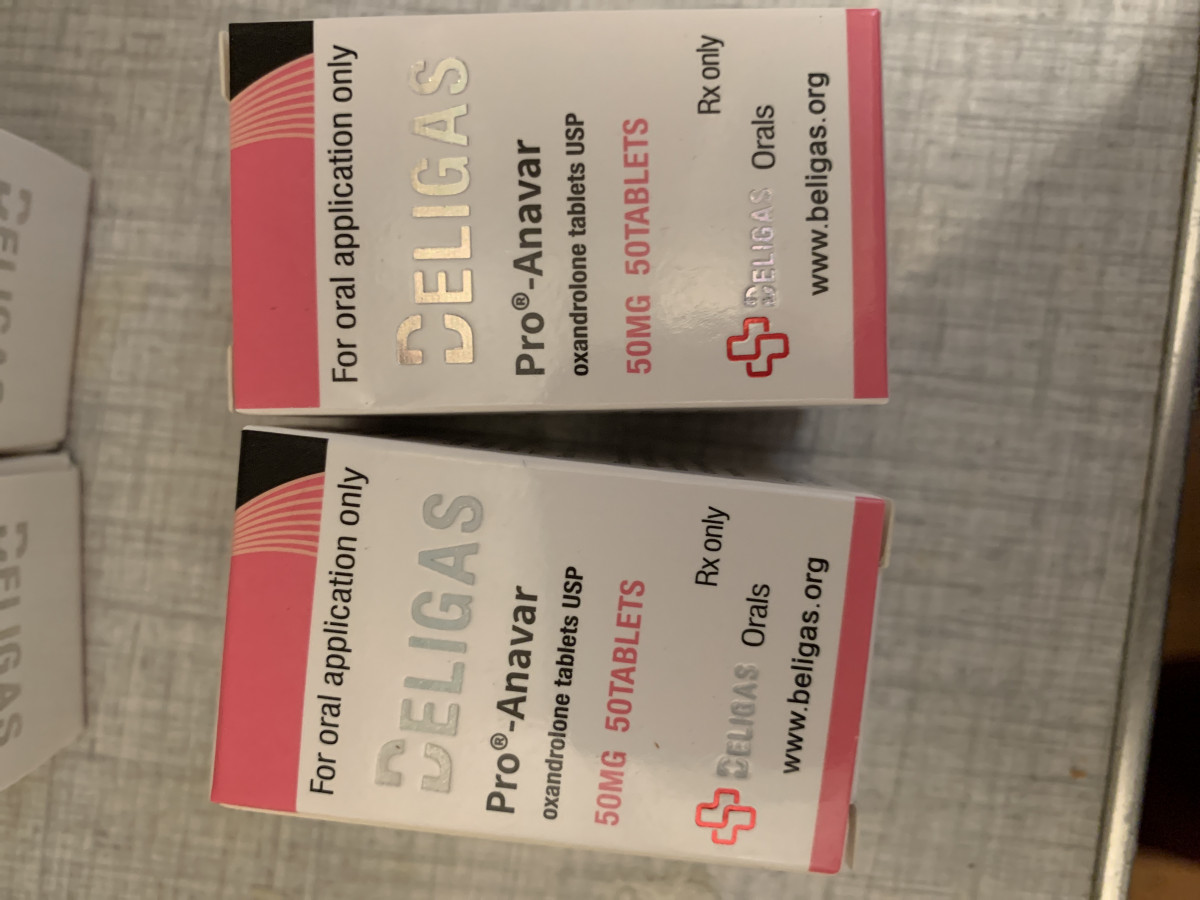 For oral application only
BELIGAS
Pro®-Anavar
oxandrolone tablets USP
50MG 50TABLETS
Rx only
BELIGAS Orals
www.beligas.org
For oral application only
BELIGAS
Pro®-Anavar
oxandrolone tablets USP
50MG 50TABLETS
Rx only
BELIGAS Orals
www.beligas.org
BELIGAS
BELIGAS